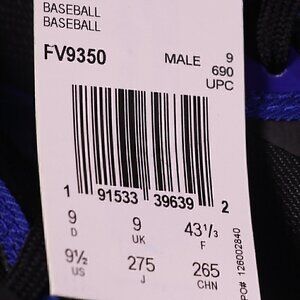 BASEBALL
BASEBALL
FV9350 MALE 9
690
UPC
1 91533 39639 2
9 9 43⅓
D UK F
9½ 275 265
US J CHN
PO# 126002840